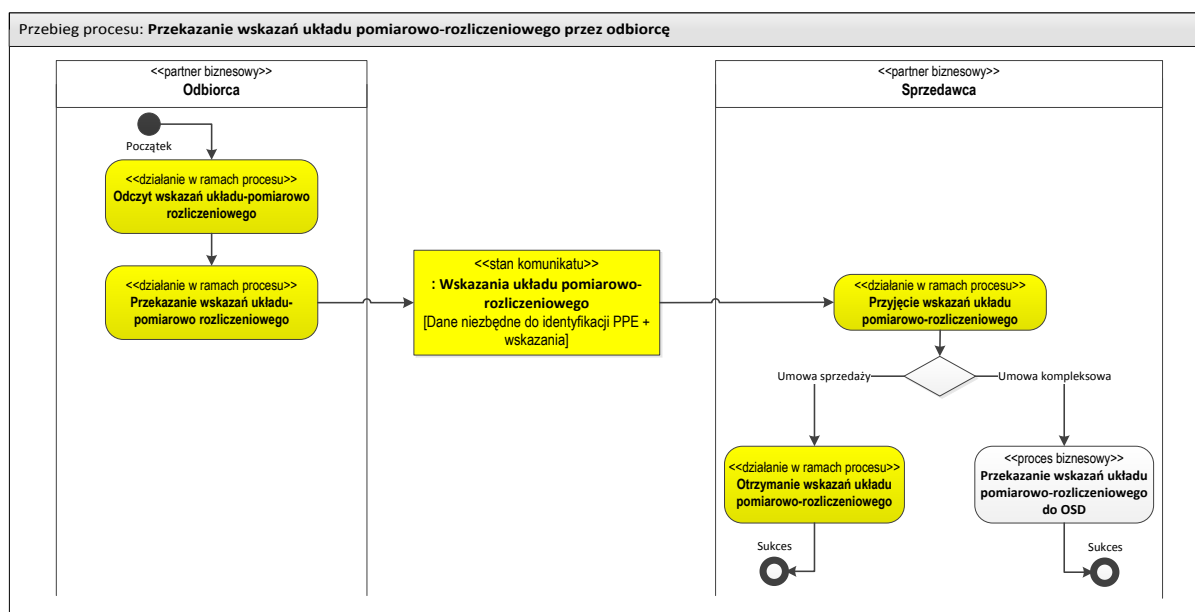 Przebieg procesu: Przekazanie wskazań układu pomiarowo-rozliczeniowego przez odbiorcę
<<partner biznesowy>>
Odbiorca
<<partner biznesowy>>
Sprzedawca
Początek
<<działanie w ramach procesu>>
Odczyt wskazań układu-pomiarowo
rozliczeniowego
<<działanie w ramach procesu>>
Przekazanie wskazań układu-
pomiarowo rozliczeniowego
<<stan komunikatu>>
: Wskazania układu pomiarowo-
rozliczeniowego
[Dane niezbędne do identyfikacji PPE +
wskazania]
<<działanie w ramach procesu>>
Przyjęcie wskazań układu
pomiarowo-rozliczeniowego
Umowa sprzedaży
Umowa kompleksowa
<<działanie w ramach procesu>>
Otrzymanie wskazań układu
pomiarowo-rozliczeniowego
<<proces biznesowy>>
Przekazanie wskazań układu
pomiarowo-rozliczeniowego
do OSD
Sukces
Sukces